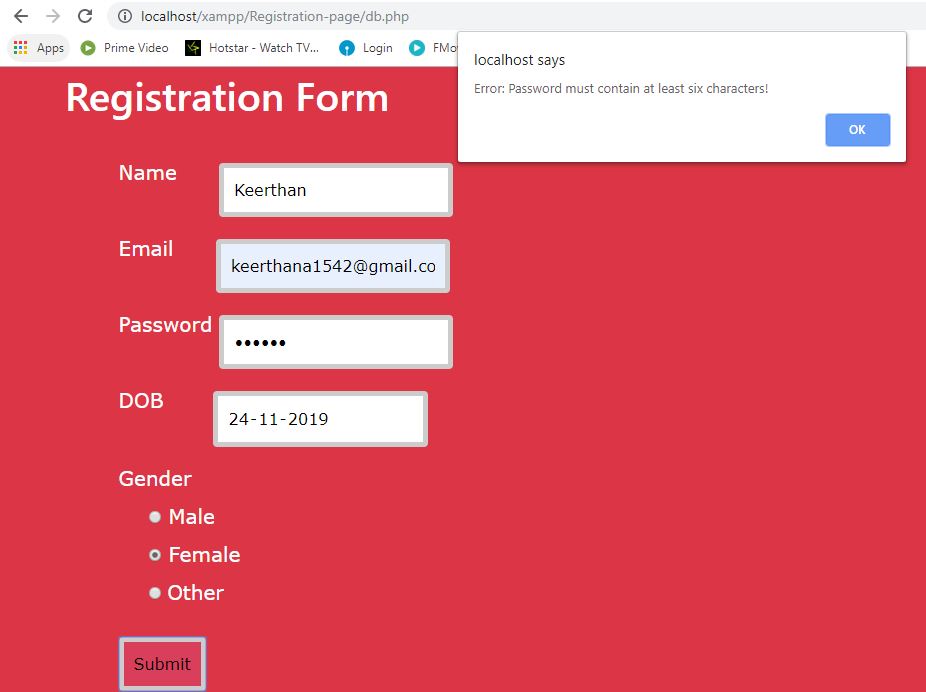 localhost/xampp/Registration-page/db.php
Apps Prime Video Hotstar - Watch TV... Login
localhost says
Error: Password must contain at least six characters!
OK
Registration Form
Name Keerthan
Email keerthana1542@gmail.co
Password ••••••
DOB 24-11-2019
Gender
Male
Female
Other
Submit